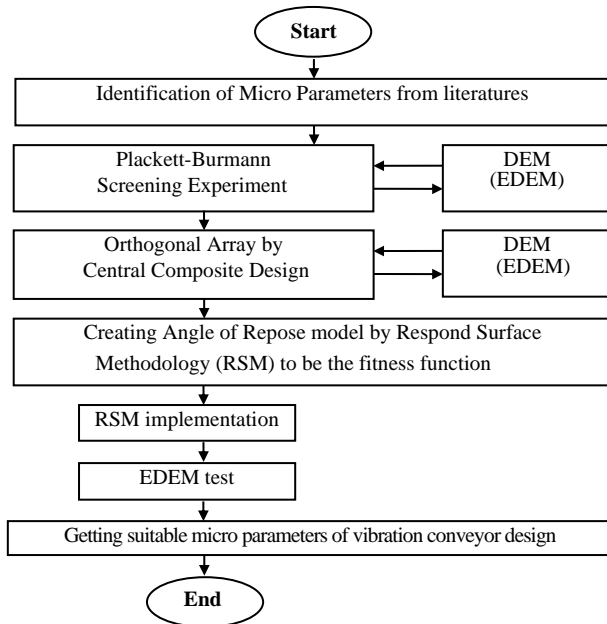 Start
Identification of Micro Parameters from literatures
Plackett-Burmann
Screening Experiment
DEM
(EDEM)
Orthogonal Array by
Central Composite Design
DEM
(EDEM)
Creating Angle of Repose model by Respond Surface
Methodology (RSM) to be the fitness function
RSM implementation
EDEM test
Getting suitable micro parameters of vibration conveyor design
End